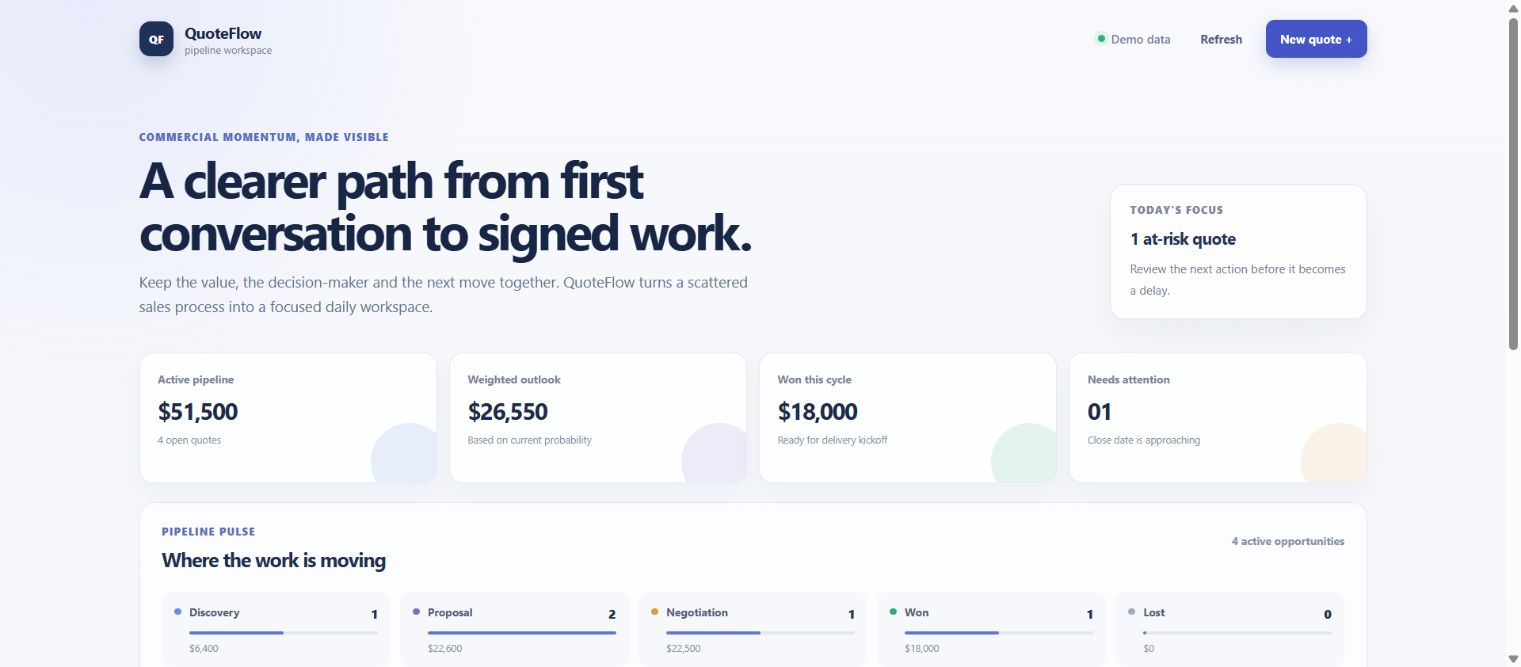 QF
QuoteFlow
pipeline workspace
Demo data
Refresh
New quote +
COMMERCIAL MOMENTUM, MADE VISIBLE
A clearer path from first
conversation to signed work.
Keep the value, the decision-maker and the next move together. QuoteFlow turns a scattered
sales process into a focused daily workspace.
TODAY'S FOCUS
1 at-risk quote
Review the next action before it becomes
a delay.
Active pipeline
$51,500
4 open quotes
Weighted outlook
$26,550
Based on current probability
Won this cycle
$18,000
Ready for delivery kickoff
Needs attention
01
Close date is approaching
PIPELINE PULSE
Where the work is moving
4 active opportunities
Discovery 1
$6,400
Proposal 2
$22,600
Negotiation 1
$22,500
Won 1
$18,000
Lost 0
$0